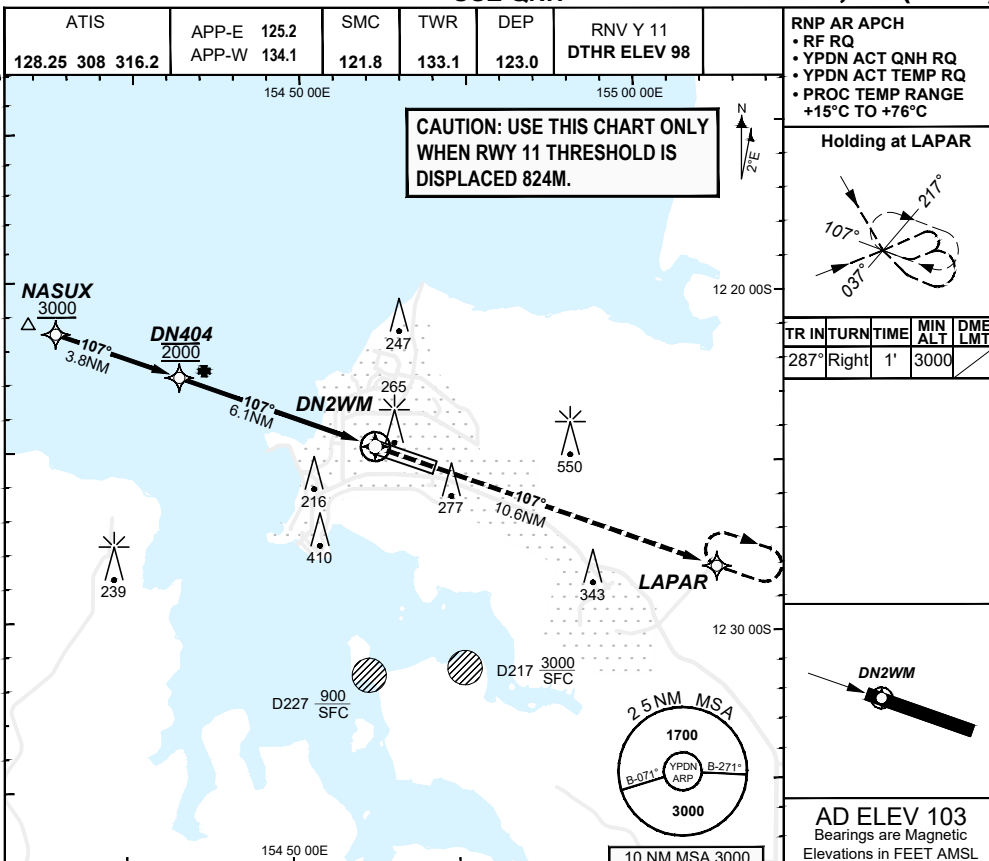 ATIS
128.25 308 316.2
APP-E 125.2
APP-W 134.1
SMC
121.8
TWR
133.1
DEP
123.0
RNV Y 11
DTHR ELEV 98
RNP AR APCH
• RF RQ
• YPDN ACT QNH RQ
• YPDN ACT TEMP RQ
• PROC TEMP RANGE
+15°C TO +76°C
154 50 00E
155 00 00E
CAUTION: USE THIS CHART ONLY
WHEN RWY 11 THRESHOLD IS
DISPLACED 824M.
N
2°E
Holding at LAPAR
217°
107°
037°
NASUX
3000
107°
3.8NM
DN404
2000
107°
6.1NM
DN2WM
247
265
12 20 00S
TR IN TURN TIME MIN ALT DME LMT
287° Right 1' 3000
550
216
277
107°
10.6NM
410
239
343
LAPAR
12 30 00S
D217 3000
SFC
D227 900
SFC
25NM MSA
1700
B-071°
YPDN
ARP
B-271°
3000
DN2WM
154 50 00E
10 NM MSA 3000
AD ELEV 103
Bearings are Magnetic
Elevations in FEET AMSL